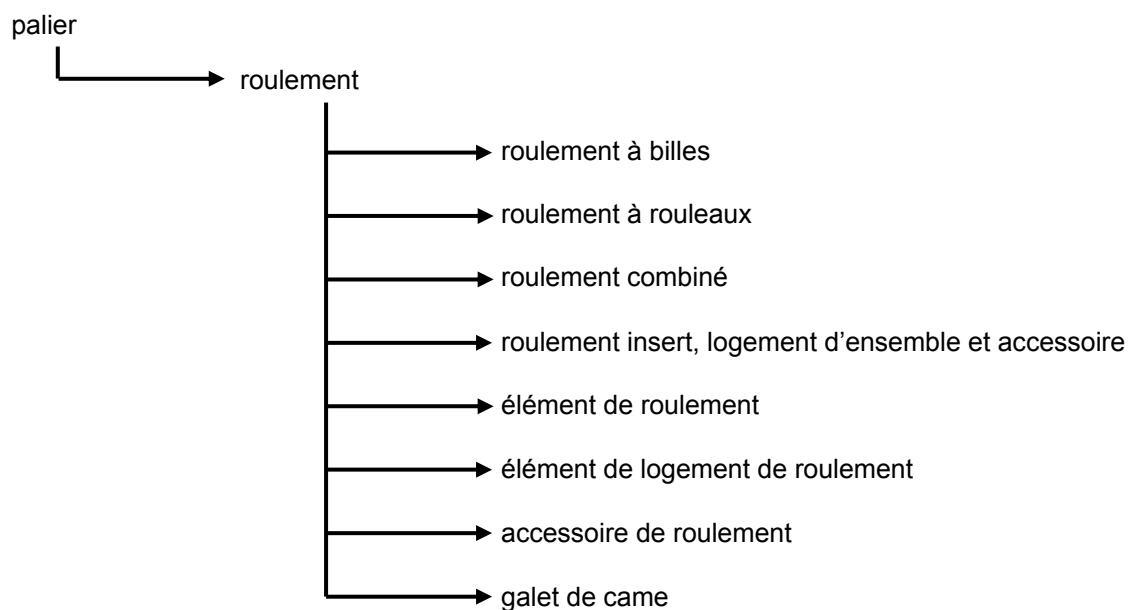 palier
roulement
roulement à billes
roulement à rouleaux
roulement combiné
roulement insert, logement d’ensemble et accessoire
élément de roulement
élément de logement de roulement
accessoire de roulement
galet de came